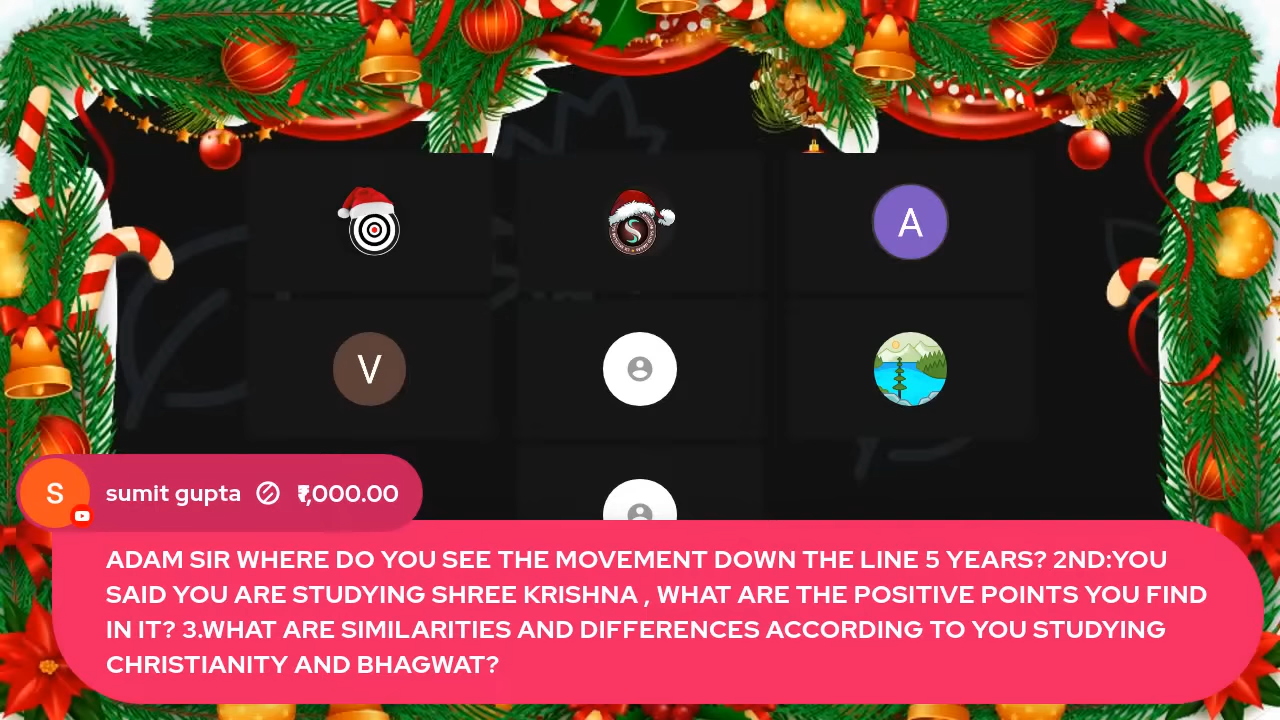 A
V
S
sumit gupta ₹1,000.00
ADAM SIR WHERE DO YOU SEE THE MOVEMENT DOWN THE LINE 5 YEARS? 2ND:YOU
SAID YOU ARE STUDYING SHREE KRISHNA , WHAT ARE THE POSITIVE POINTS YOU FIND
IN IT? 3.WHAT ARE SIMILARITIES AND DIFFERENCES ACCORDING TO YOU STUDYING
CHRISTIANITY AND BHAGWAT?